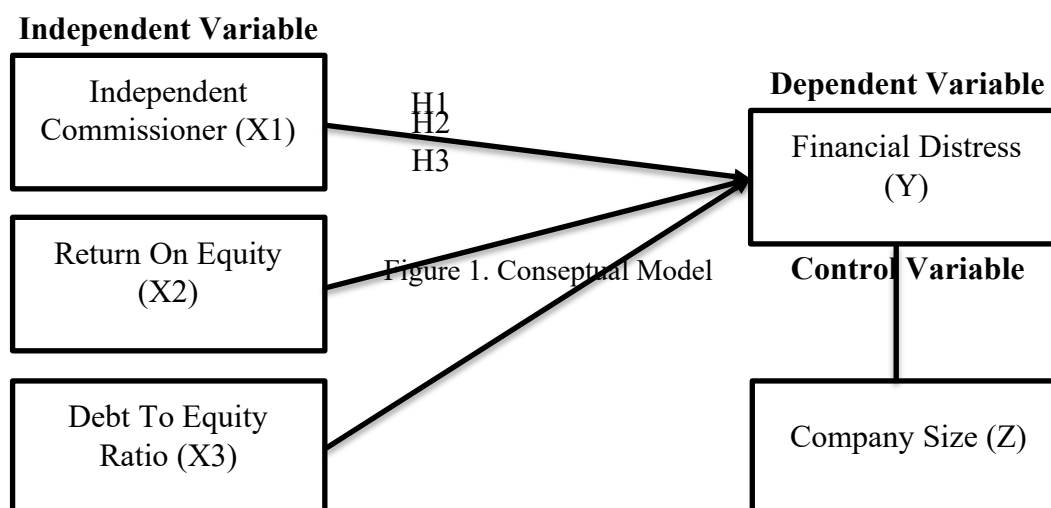 Independent Variable
Independent
Commissioner (X1)
H1
H2
H3
Dependent Variable
Financial Distress
(Y)
Return On Equity
(X2)
Figure 1. Conseptual Model
Control Variable
Debt To Equity
Ratio (X3)
Company Size (Z)